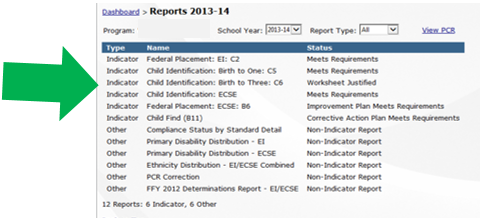 Dashboard > Reports 2013-14
Program: School Year: 2013-14 Report Type: All View PCR
Type Name Status
Indicator Federal Placement: EI: C2 Meets Requirements
Indicator Child Identification: Birth to One: C5 Meets Requirements
Indicator Child Identification: Birth to Three: C6 Worksheet Justified
Indicator Child Identification: ECSE Meets Requirements
Indicator Federal Placement: ECSE: B6 Improvement Plan Meets Requirements
Indicator Child Find (B11) Corrective Action Plan Meets Requirements
Other Compliance Status by Standard Detail Non-Indicator Report
Other Primary Disability Distribution - EI Non-Indicator Report
Other Primary Disability Distribution - ECSE Non-Indicator Report
Other Ethnicity Distribution - EI/ECSE Combined Non-Indicator Report
Other PCR Correction Non-Indicator Report
Other FFY 2012 Determinations Report - EI/ECSE Non-Indicator Report
12 Reports: 6 Indicator, 6 Other